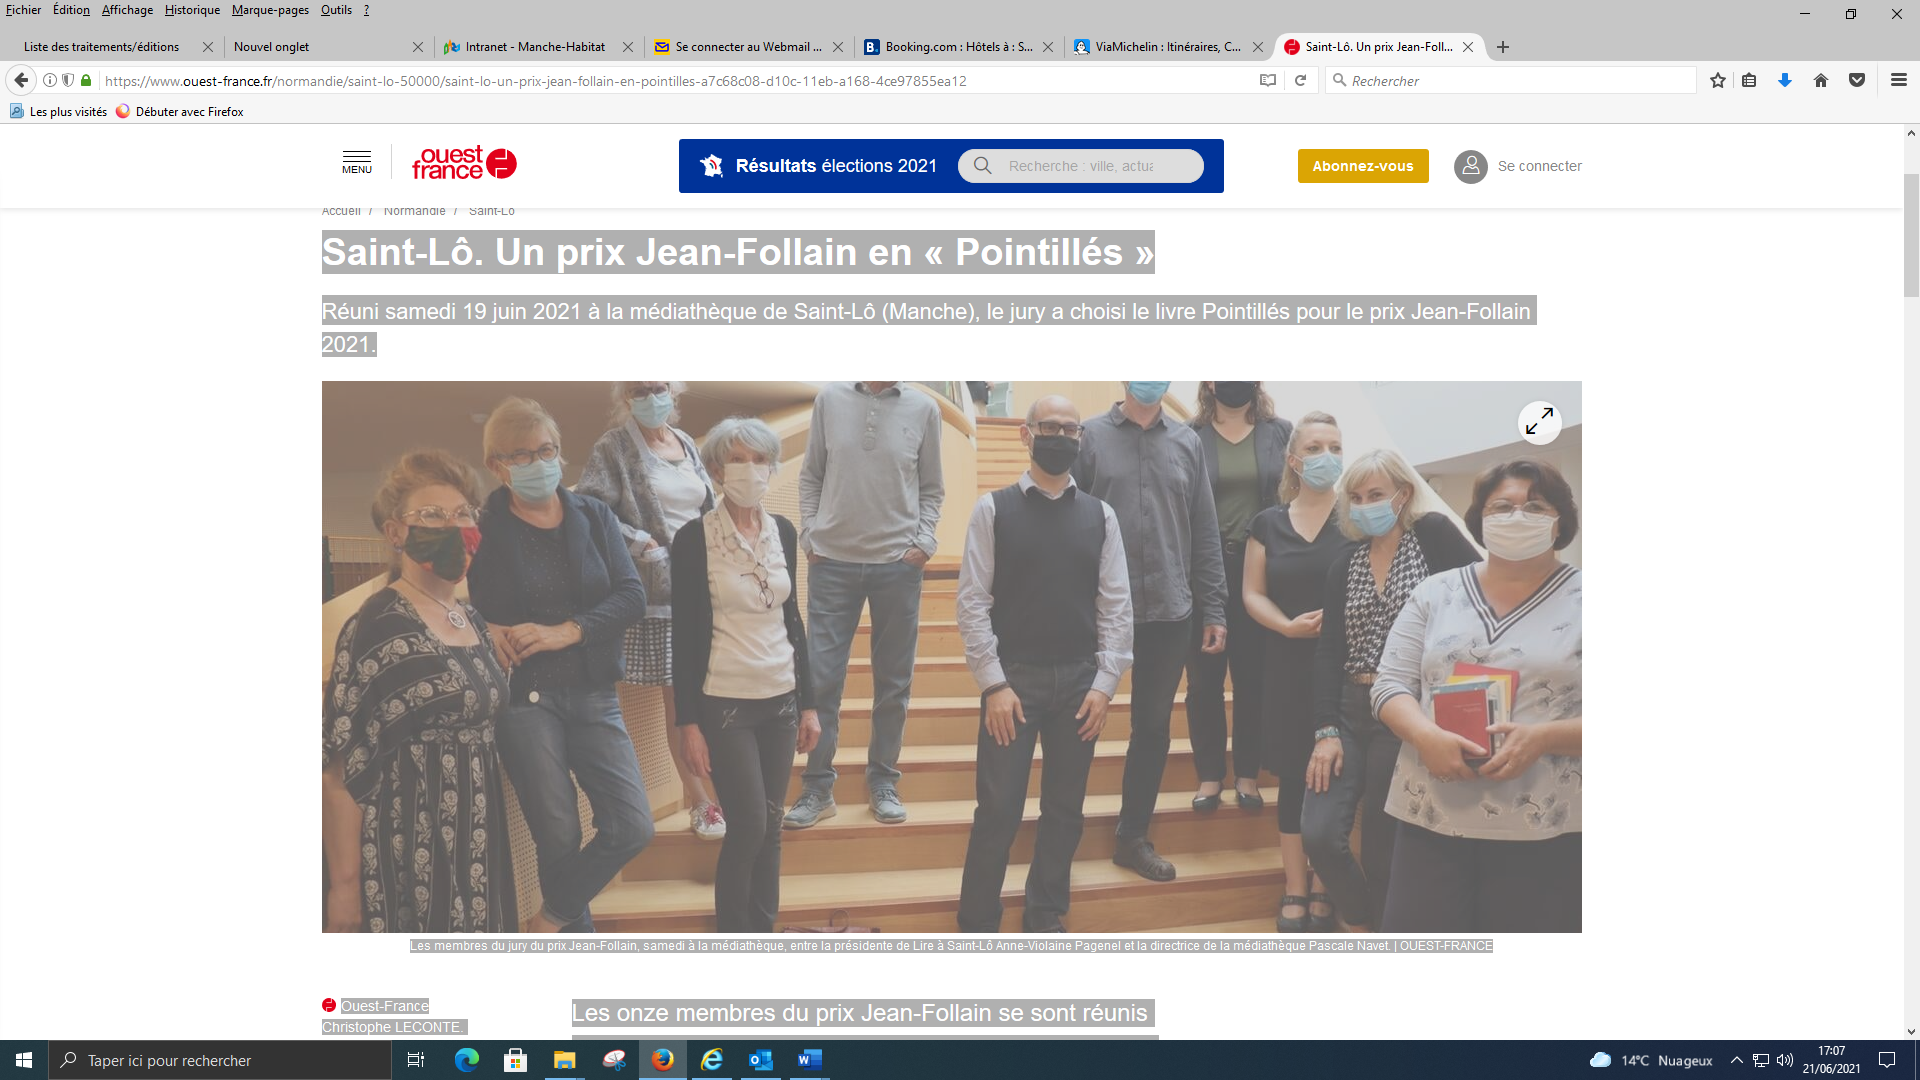 Fichier Édition Affichage Historique Marque-pages Outils ?
Liste des traitements/éditions
Nouvel onglet
Intranet - Manche-Habitat
Se connecter au Webmail ...
Booking.com : Hôtels à : S...
ViaMichelin : Itinéraires, C...
Saint-Lô. Un prix Jean-Foll...
https://www.ouest-france.fr/normandie/saint-lo-50000/saint-lo-un-prix-jean-follain-en-pointilles-a7c68c08-d10c-11eb-a168-4ce97855ea12
Rechercher
Les plus visités
Débuter avec Firefox
MENU
ouest
france
Résultats élections 2021
Recherche : ville, actua
Abonnez-vous
Se connecter
Accueil / Normandie / Saint-Lô
Saint-Lô. Un prix Jean-Follain en « Pointillés »
Réuni samedi 19 juin 2021 à la médiathèque de Saint-Lô (Manche), le jury a choisi le livre Pointillés pour le prix Jean-Follain
2021.
Les membres du jury du prix Jean-Follain, samedi à la médiathèque, entre la présidente de Lire à Saint-Lô Anne-Violaine Pagenel et la directrice de la médiathèque Pascale Navet. | OUEST-FRANCE
Ouest-France
Christophe LECONTE.
Les onze membres du prix Jean-Follain se sont réunis
Taper ici pour rechercher
14°C Nuageux
17:07
21/06/2021